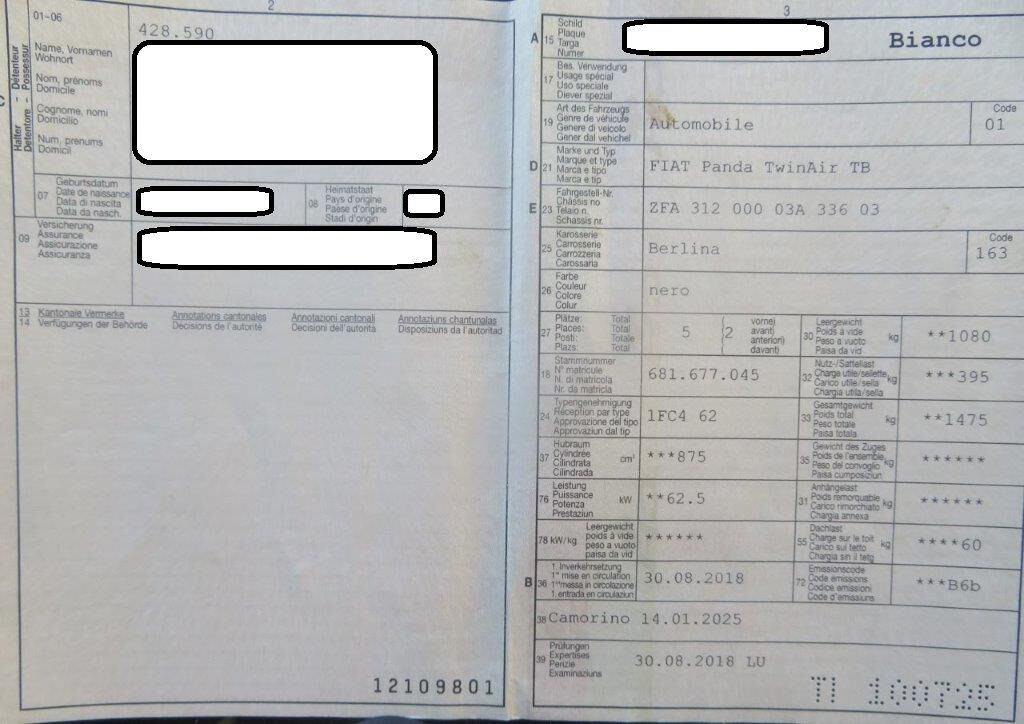 2
01-06
428.590
Halter - Détenteur
Detentore - Possessur
Name, Vornamen
Wohnort
Nom, prénoms
Domicile
Cognome, nomi
Domicilio
Num, prenums
Domicil
07
Geburtsdatum
Date de naissance
Data di nascita
Data da nasch.
08
Heimatstaat
Pays d'origine
Paese d'origine
Stadi d'origin
09
Versicherung
Assurance
Assicurazione
Assicuranza
13 Kantonale Vermerke Annotations cantonales Annotazioni cantonali Annotaziuns chantunalas
14 Verfügungen der Behörde Décisions de l'autorité Decisioni dell'autorità Disposiziuns da l'autoritad
12109801
3
A 15
Schild
Plaque
Targa
Numer
Bianco
17
Bes. Verwendung
Usage spécial
Uso speciale
Diever spezial
19
Art des Fahrzeugs
Genre de véhicule
Genere di veicolo
Gener dal vehichel
Automobile
Code
01
D 21
Marke und Typ
Marque et type
Marca e tipo
Marca e tip
FIAT Panda TwinAir TB
E 23
Fahrgestell-Nr.
Châssis no
Telaio n.
Schassis nr.
ZFA 312 000 03A 336 03
25
Karosserie
Carrosserie
Carrozzeria
Carossaria
Berlina
Code
163
26
Farbe
Couleur
Colore
Colur
nero
27
Plätze: Total
Places: Total
Posti: Totale
Plazs: Total
5 (2
vorne)
avant)
anteriori)
davant)
30
Leergewicht
Poids à vide
Peso a vuoto
Paisa da vid
kg
**1080
18
Stammnummer
N° matricule
N. di matricola
Nr. da matricla
681.677.045
32
Nutz-/Sattellast
Charge utile/sellette
Carico utile/sella
Chargia utila/sella
kg
***395
24
Typengenehmigung
Réception par type
Approvazione del tipo
Approvaziun dal tip
1FC4 62
33
Gesamtgewicht
Poids total
Peso totale
Paisa totala
kg
**1475
37
Hubraum
Cylindrée
Cilindrata
Cilindrada
cm³
***875
35
Gewicht des Zuges
Poids de l'ensemble
Peso del convoglio
Paisa cumposiziun
kg
******
76
Leistung
Puissance
Potenza
Prestaziun
kW
**62.5
31
Anhängelast
Poids remorquable
Carico rimorchiato
Chargia annexa
kg
******
78 kW/kg
Leergewicht
poids à vide
peso a vuoto
paisa da vid
******
55
Dachlast
Charge sur le toit
Carico sul tetto
Chargia sin il tetg
kg
****60
B 36
1. Inverkehrsetzung
1re mise en circulation
1a messa in circolazione
1. entrada en circulaziun
30.08.2018
72
Emissionscode
Code émissions
Codice emissioni
Code d'emissiuns
***B6b
38 Camorino 14.01.2025
39
Prüfungen
Expertises
Perizie
Examinaziuns
30.08.2018 LU
TI 100725